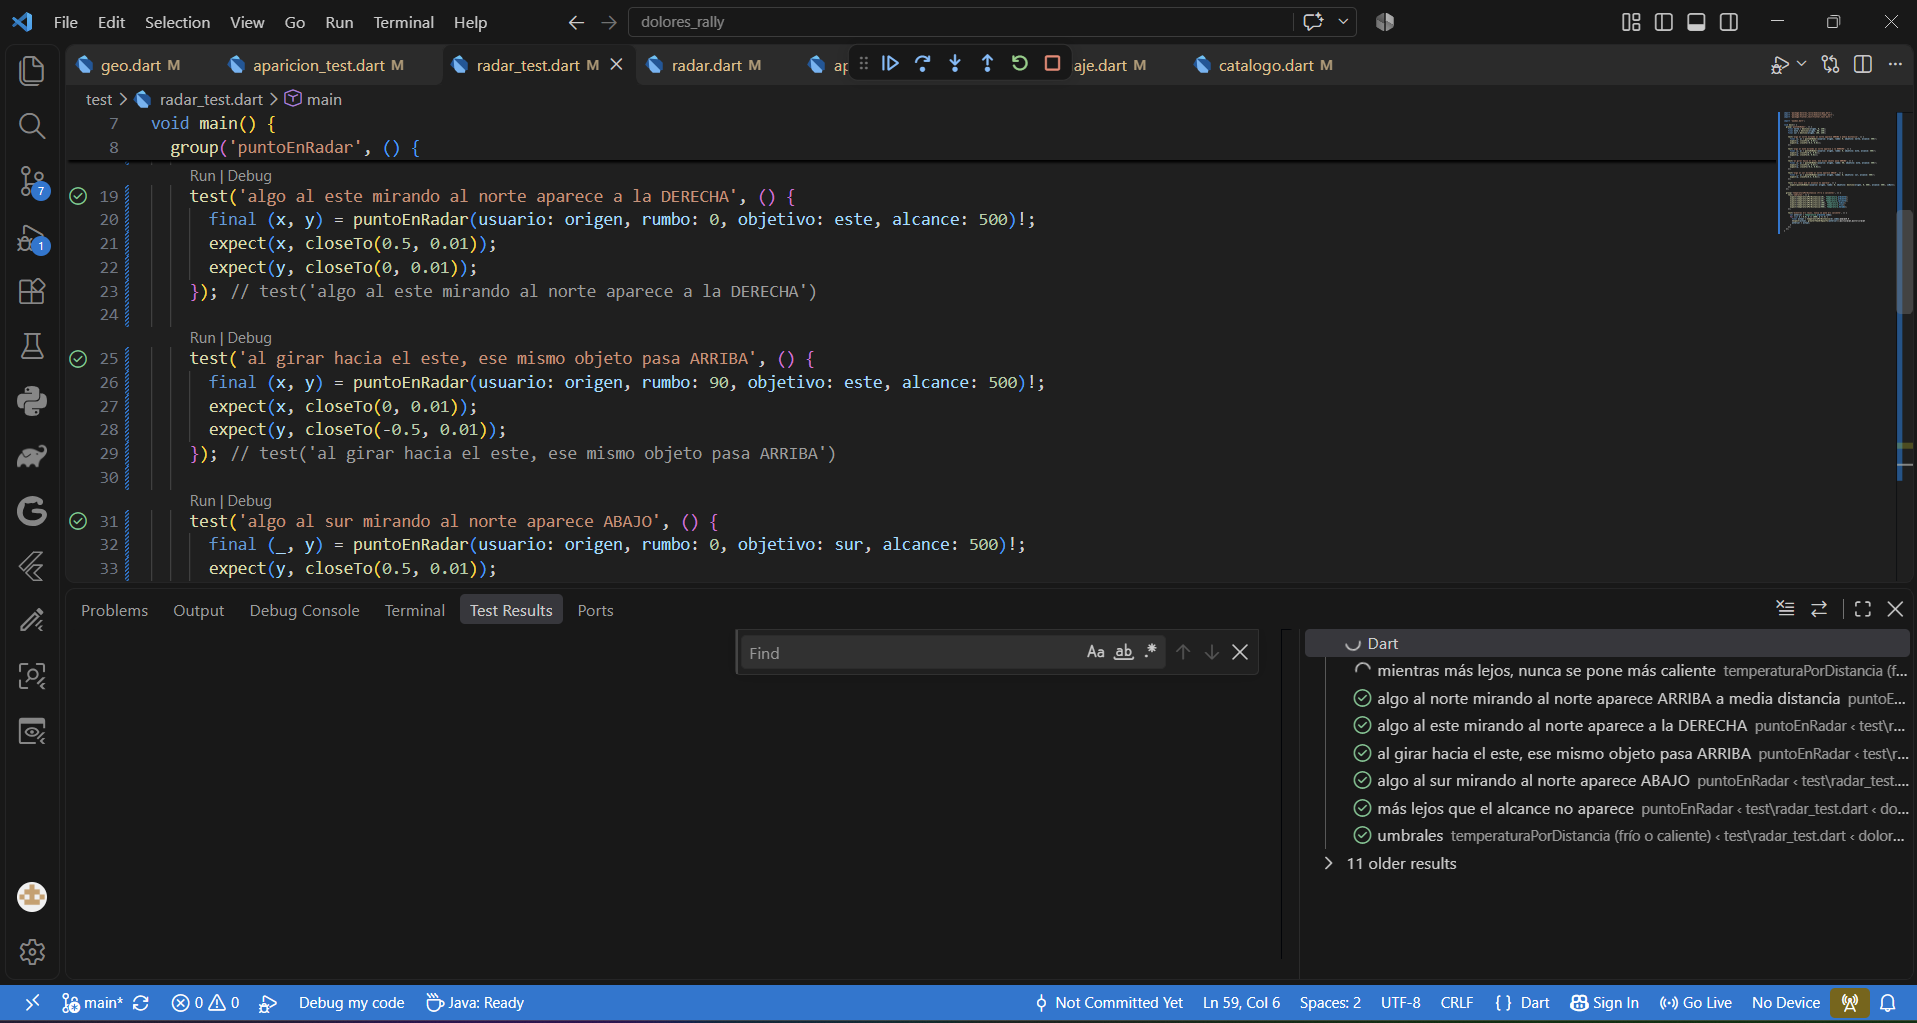 File Edit Selection View Go Run Terminal Help
dolores_rally
geo.dart M
aparicion_test.dart M
radar_test.dart M
radar.dart M
ap
aje.dart M
catalogo.dart M
test > radar_test.dart > main
7 void main() {
8 group('puntoEnRadar', () {
Run | Debug
19 test('algo al este mirando al norte aparece a la DERECHA', () {
20 final (x, y) = puntoEnRadar(usuario: origen, rumbo: 0, objetivo: este, alcance: 500)!;
21 expect(x, closeTo(0.5, 0.01));
22 expect(y, closeTo(0, 0.01));
23 }); // test('algo al este mirando al norte aparece a la DERECHA')
24
Run | Debug
25 test('al girar hacia el este, ese mismo objeto pasa ARRIBA', () {
26 final (x, y) = puntoEnRadar(usuario: origen, rumbo: 90, objetivo: este, alcance: 500)!;
27 expect(x, closeTo(0, 0.01));
28 expect(y, closeTo(-0.5, 0.01));
29 }); // test('al girar hacia el este, ese mismo objeto pasa ARRIBA')
30
Run | Debug
31 test('algo al sur mirando al norte aparece ABAJO', () {
32 final (_, y) = puntoEnRadar(usuario: origen, rumbo: 0, objetivo: sur, alcance: 500)!;
33 expect(y, closeTo(0.5, 0.01));
7
1
Problems Output Debug Console Terminal Test Results Ports
Find Aa ab .*
Dart
mientras más lejos, nunca se pone más caliente temperaturaPorDistancia (f...
algo al norte mirando al norte aparece ARRIBA a media distancia puntoE...
algo al este mirando al norte aparece a la DERECHA puntoEnRadar < test\r...
al girar hacia el este, ese mismo objeto pasa ARRIBA puntoEnRadar < test\r...
algo al sur mirando al norte aparece ABAJO puntoEnRadar < test\radar_test....
más lejos que el alcance no aparece puntoEnRadar < test\radar_test.dart < do...
umbrales temperaturaPorDistancia (frío o caliente) < test\radar_test.dart < dolor...
11 older results
main* 0 0 Debug my code Java: Ready Not Committed Yet Ln 59, Col 6 Spaces: 2 UTF-8 CRLF { } Dart Sign In Go Live No Device